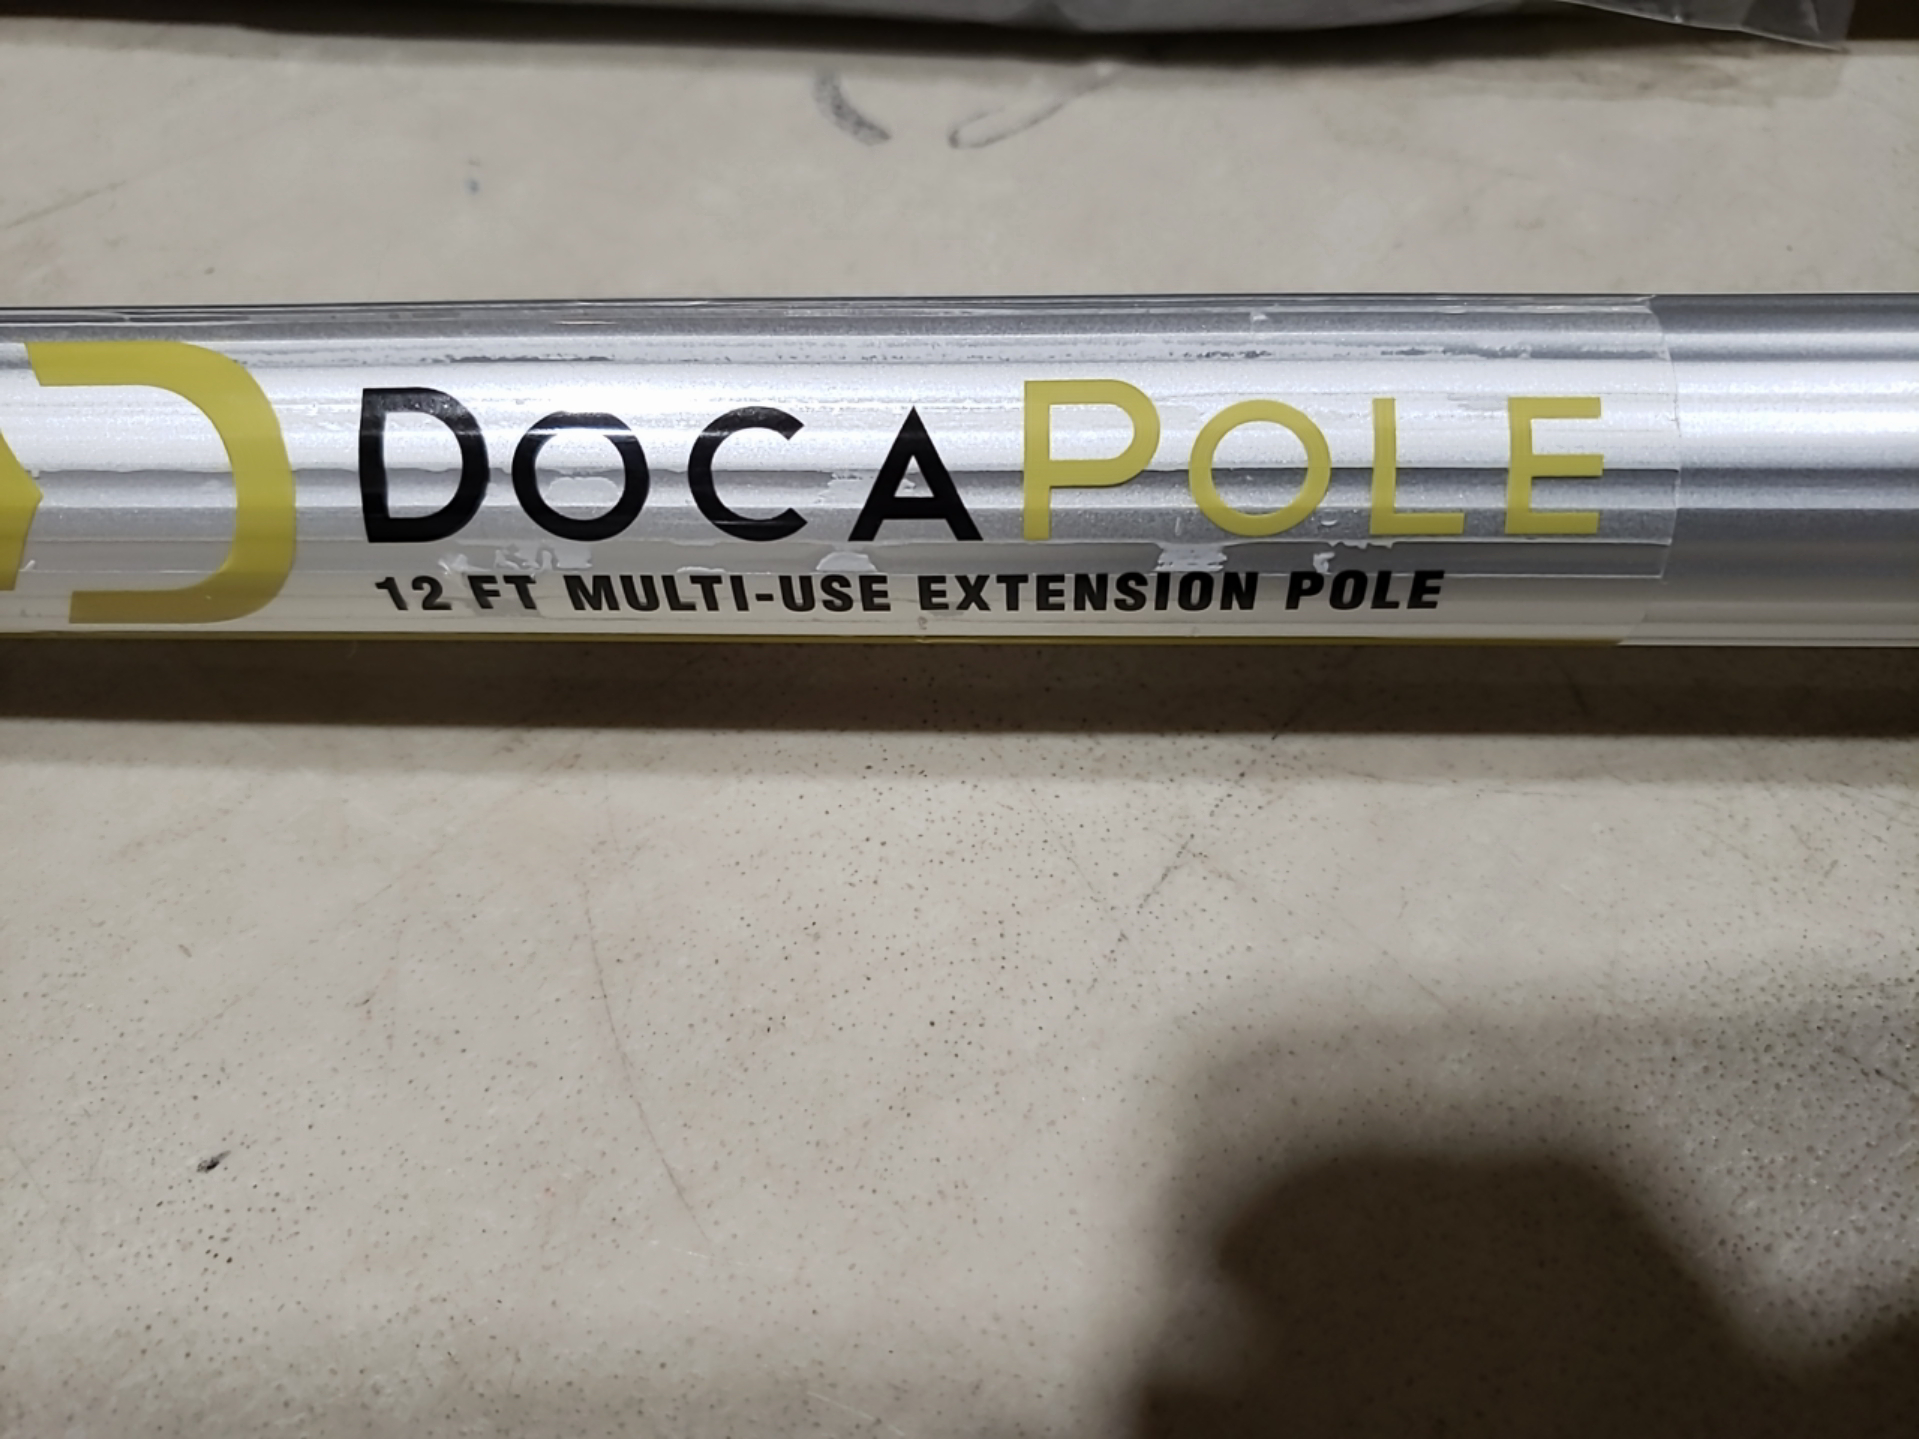 DOCAPOLE
12 FT MULTI-USE EXTENSION POLE